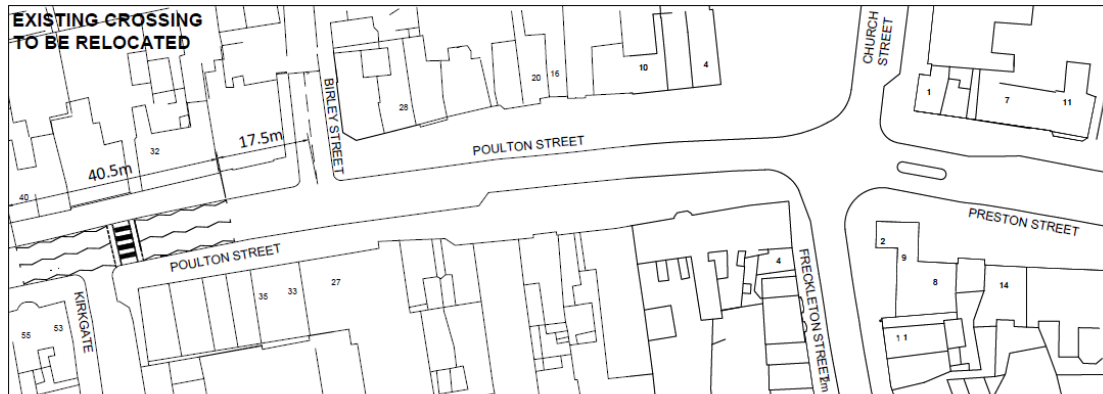 EXISTING CROSSING
TO BE RELOCATED
CHURCH
STREET
4
10
20
16
28
1
7
11
17.5m
BIRLEY STREET
32
POULTON STREET
40.5m
40
PRESTON STREET
POULTON STREET
KIRKGATE
35
33
27
4
FRECKLETON STREET
2
9
8
14
55
53
11